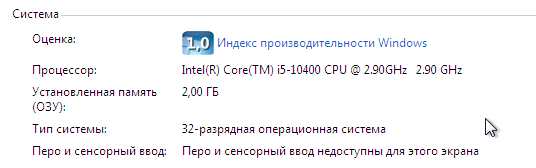 Система
Оценка: 1,0 Индекс производительности Windows
Процессор: Intel(R) Core(TM) i5-10400 CPU @ 2.90GHz 2.90 GHz
Установленная память 2,00 ГБ
(ОЗУ):
Тип системы: 32-разрядная операционная система
Перо и сенсорный ввод: Перо и сенсорный ввод недоступны для этого экрана